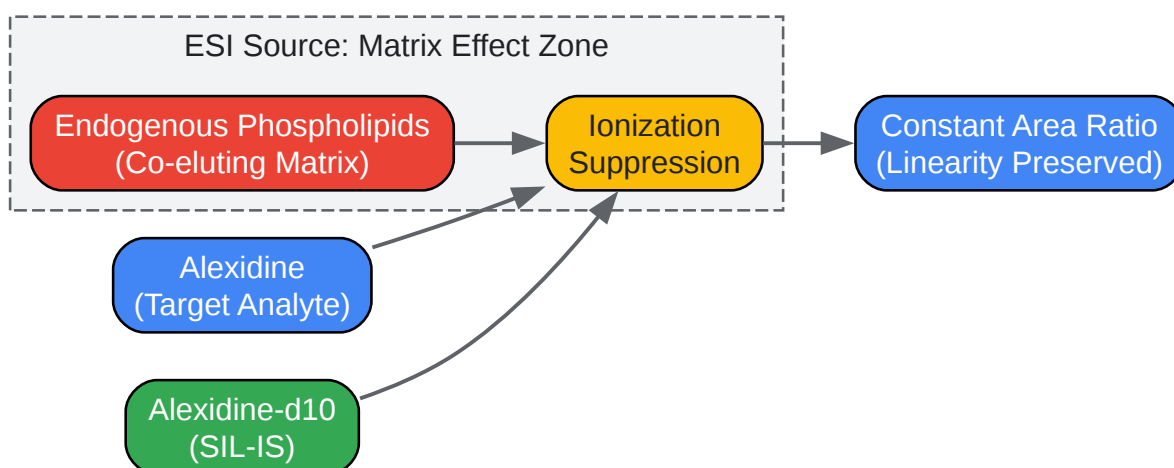 ESI Source: Matrix Effect Zone
Endogenous Phospholipids
(Co-eluting Matrix)
Ionization
Suppression
Constant Area Ratio
(Linearity Preserved)
Alexidine
(Target Analyte)
Alexidine-d10
(SIL-IS)